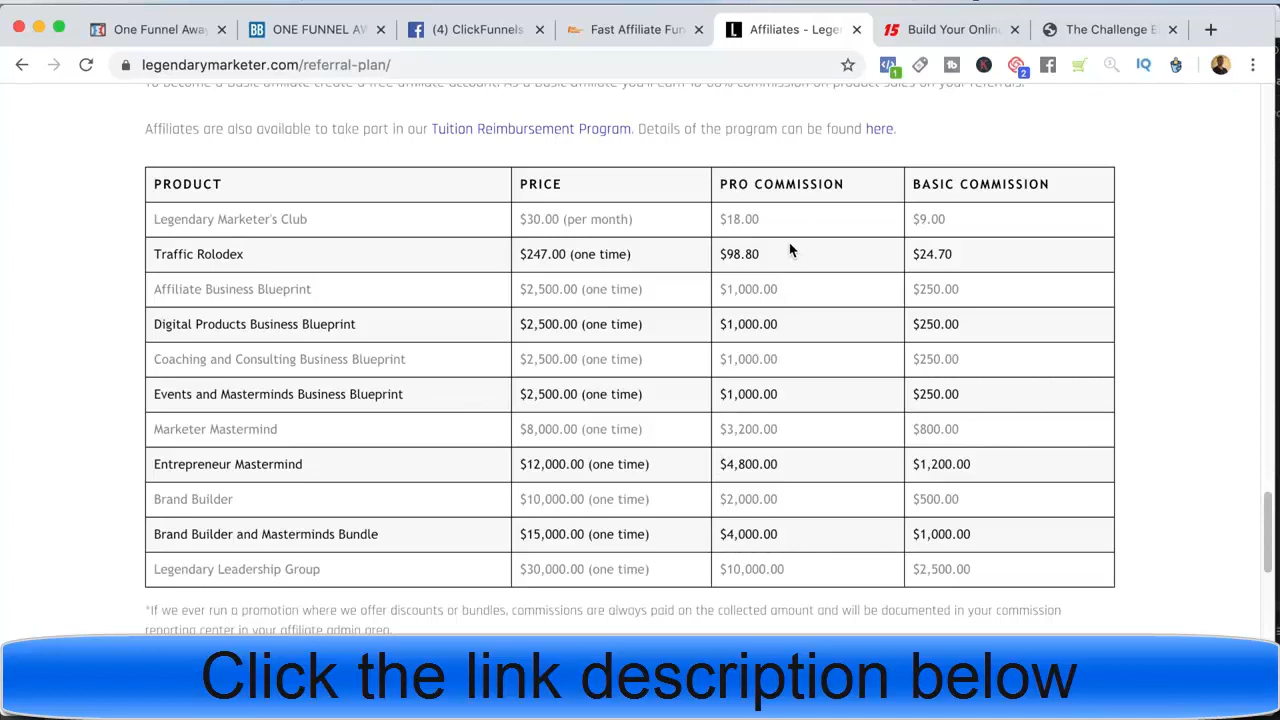 One Funnel Away
ONE FUNNEL AW
(4) ClickFunnels
Fast Affiliate Fun
Affiliates - Leger
Build Your Onlin
The Challenge E
legendarymarketer.com/referral-plan/
1
2
IQ
Affiliates are also available to take part in our Tuition Reimbursement Program. Details of the program can be found here.
PRODUCT PRICE PRO COMMISSION BASIC COMMISSION
Legendary Marketer's Club $30.00 (per month) $18.00 $9.00
Traffic Rolodex $247.00 (one time) $98.80 $24.70
Affiliate Business Blueprint $2,500.00 (one time) $1,000.00 $250.00
Digital Products Business Blueprint $2,500.00 (one time) $1,000.00 $250.00
Coaching and Consulting Business Blueprint $2,500.00 (one time) $1,000.00 $250.00
Events and Masterminds Business Blueprint $2,500.00 (one time) $1,000.00 $250.00
Marketer Mastermind $8,000.00 (one time) $3,200.00 $800.00
Entrepreneur Mastermind $12,000.00 (one time) $4,800.00 $1,200.00
Brand Builder $10,000.00 (one time) $2,000.00 $500.00
Brand Builder and Masterminds Bundle $15,000.00 (one time) $4,000.00 $1,000.00
Legendary Leadership Group $30,000.00 (one time) $10,000.00 $2,500.00
*If we ever run a promotion where we offer discounts or bundles, commissions are always paid on the collected amount and will be documented in your commission
reporting center in your affiliate admin area.
Click the link description below